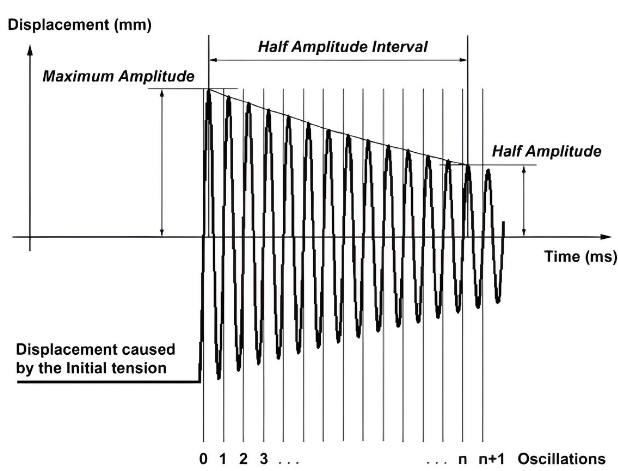 Displacement (mm)
Half Amplitude Interval
Maximum Amplitude
Half Amplitude
Time (ms)
Displacement caused
by the Initial tension
0 1 2 3 ... ... n n+1 Oscillations